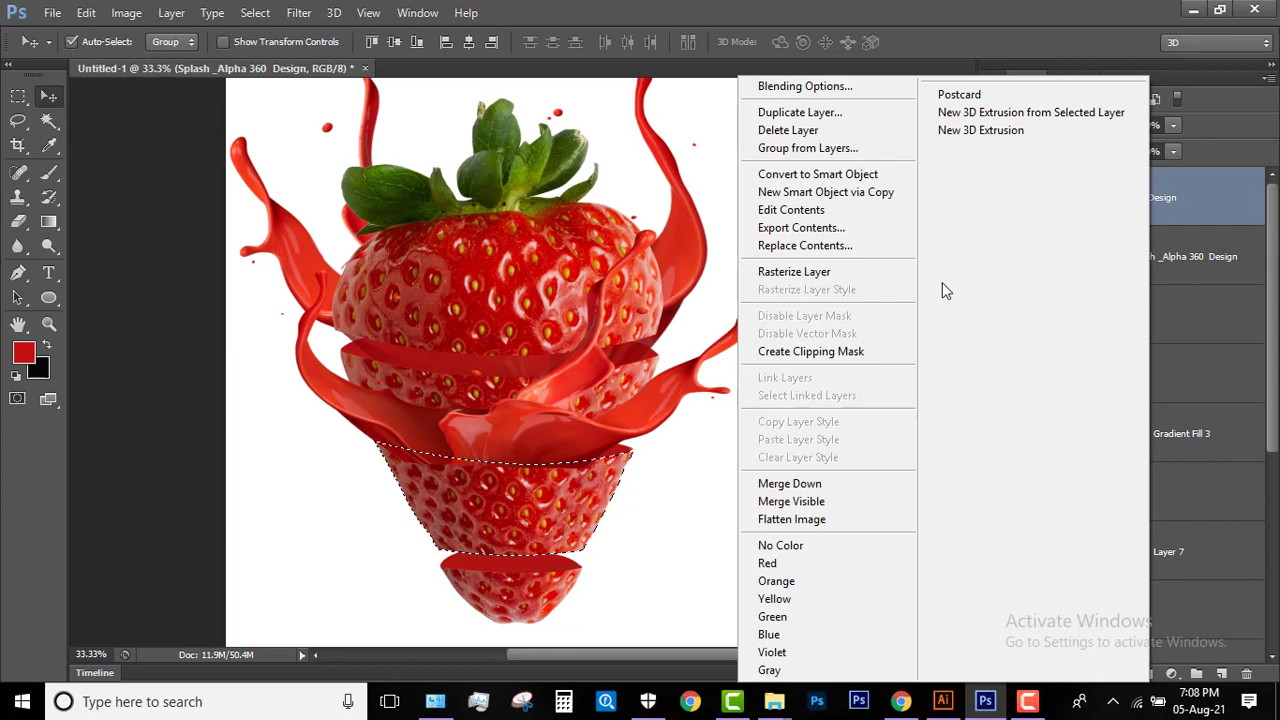 Ps File Edit Image Layer Type Select Filter 3D View Window Help
Auto-Select: Group Show Transform Controls 3D Mode: 3D
Untitled-1 @ 33.3% (Splash _Alpha 360 Design, RGB/8) * ×
Blending Options...
Duplicate Layer...
Delete Layer
Group from Layers...
Convert to Smart Object
New Smart Object via Copy
Edit Contents
Export Contents...
Replace Contents...
Rasterize Layer
Rasterize Layer Style
Disable Layer Mask
Disable Vector Mask
Create Clipping Mask
Link Layers
Select Linked Layers
Copy Layer Style
Paste Layer Style
Clear Layer Style
Merge Down
Merge Visible
Flatten Image
No Color
Red
Orange
Yellow
Green
Blue
Violet
Gray
Postcard
New 3D Extrusion from Selected Layer
New 3D Extrusion
%
%
Design
sh _Alpha 360 Design
Gradient Fill 3
Layer 7
Activate Windows
Go to Settings to activate Windows.
33.33% Doc: 11.9M/50.4M
Timeline
Type here to search
Ps Ps Ai Ps
7:08 PM
05-Aug-21